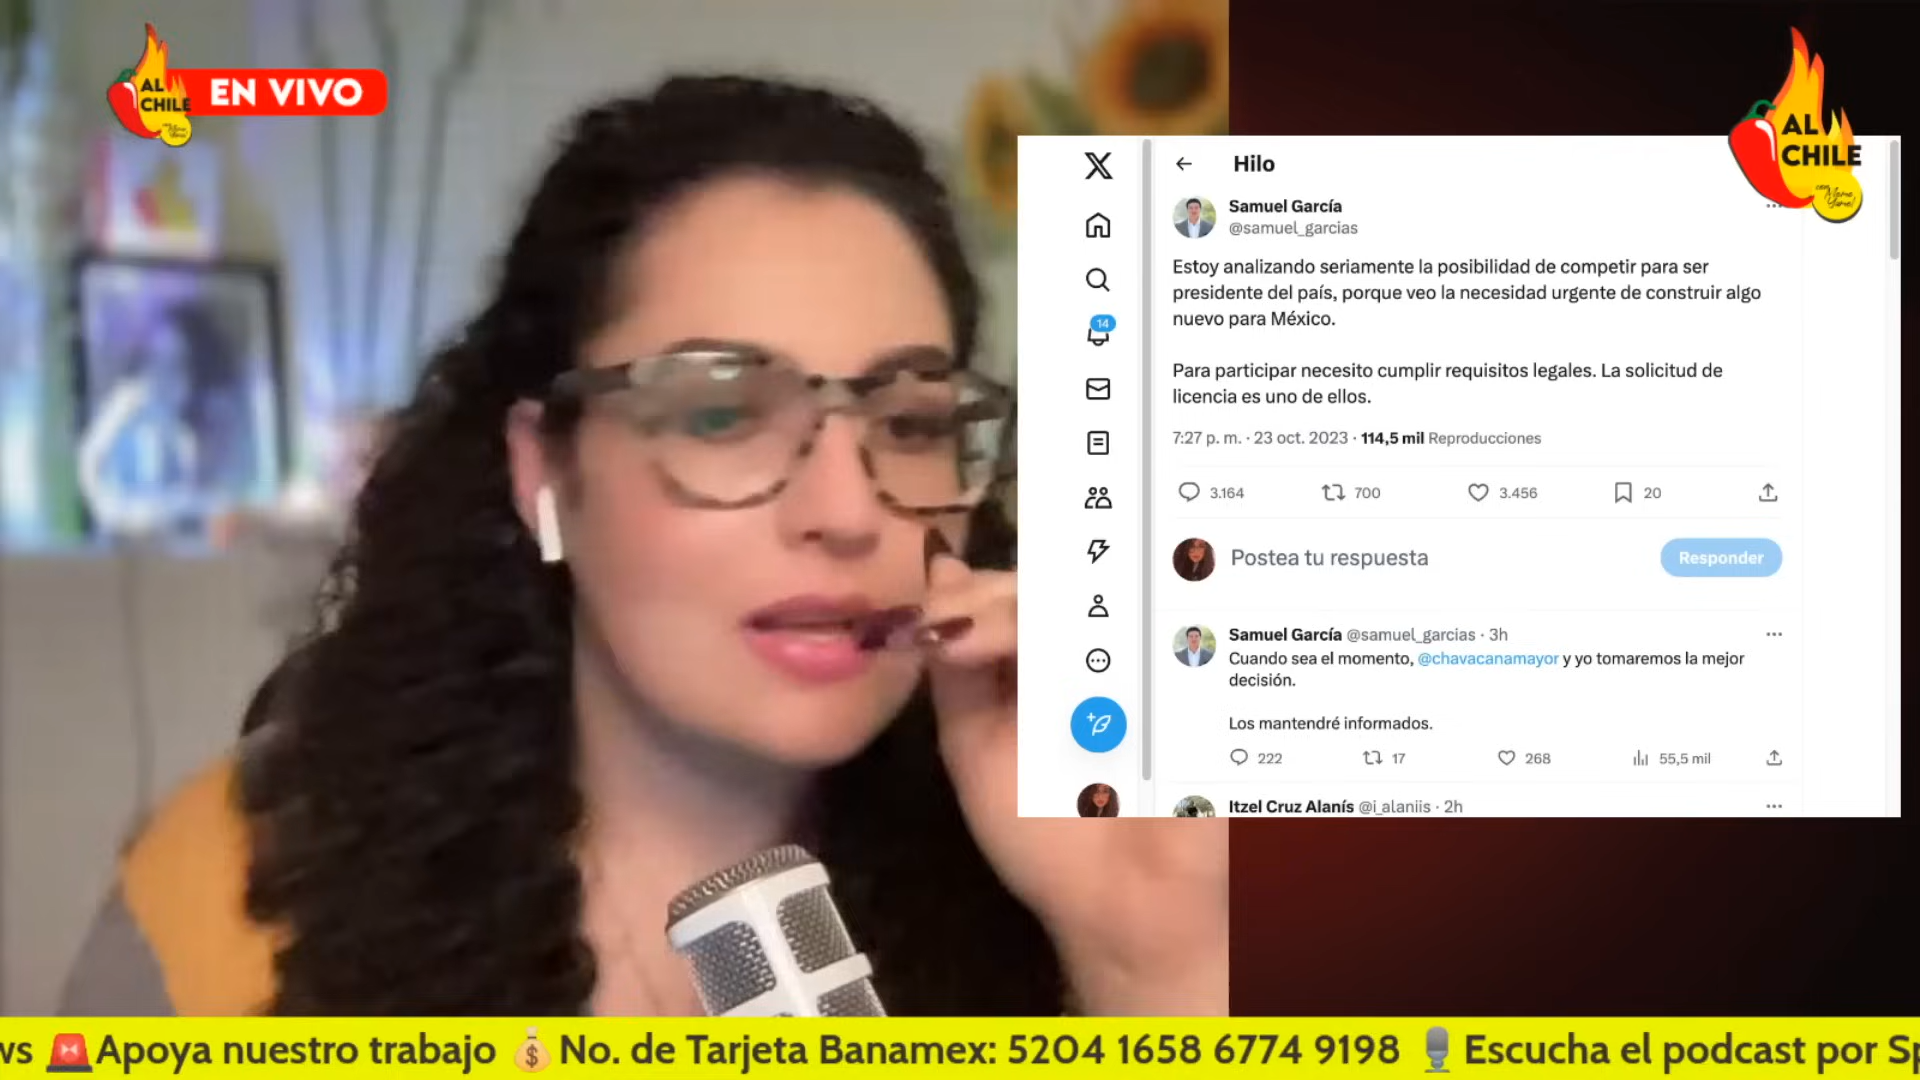 AL
CHILE
EN VIVO
AL
CHILE
Hilo
Samuel García
@samuel_garcias
Estoy analizando seriamente la posibilidad de competir para ser
presidente del país, porque veo la necesidad urgente de construir algo
nuevo para México.
Para participar necesito cumplir requisitos legales. La solicitud de
licencia es uno de ellos.
7:27 p. m. · 23 oct. 2023 · 114,5 mil Reproducciones
3.164 700 3.456 20
14
Postea tu respuesta
Responder
Samuel García @samuel_garcias · 3h
Cuando sea el momento, @chavacanamayor y yo tomaremos la mejor
decisión.
Los mantendré informados.
222 17 268 55,5 mil
Itzel Cruz Alanís @i_alaniis · 2h
ws 🚨Apoya nuestro trabajo 💰No. de Tarjeta Banamex: 5204 1658 6774 9198 🎙️Escucha el podcast por Sp